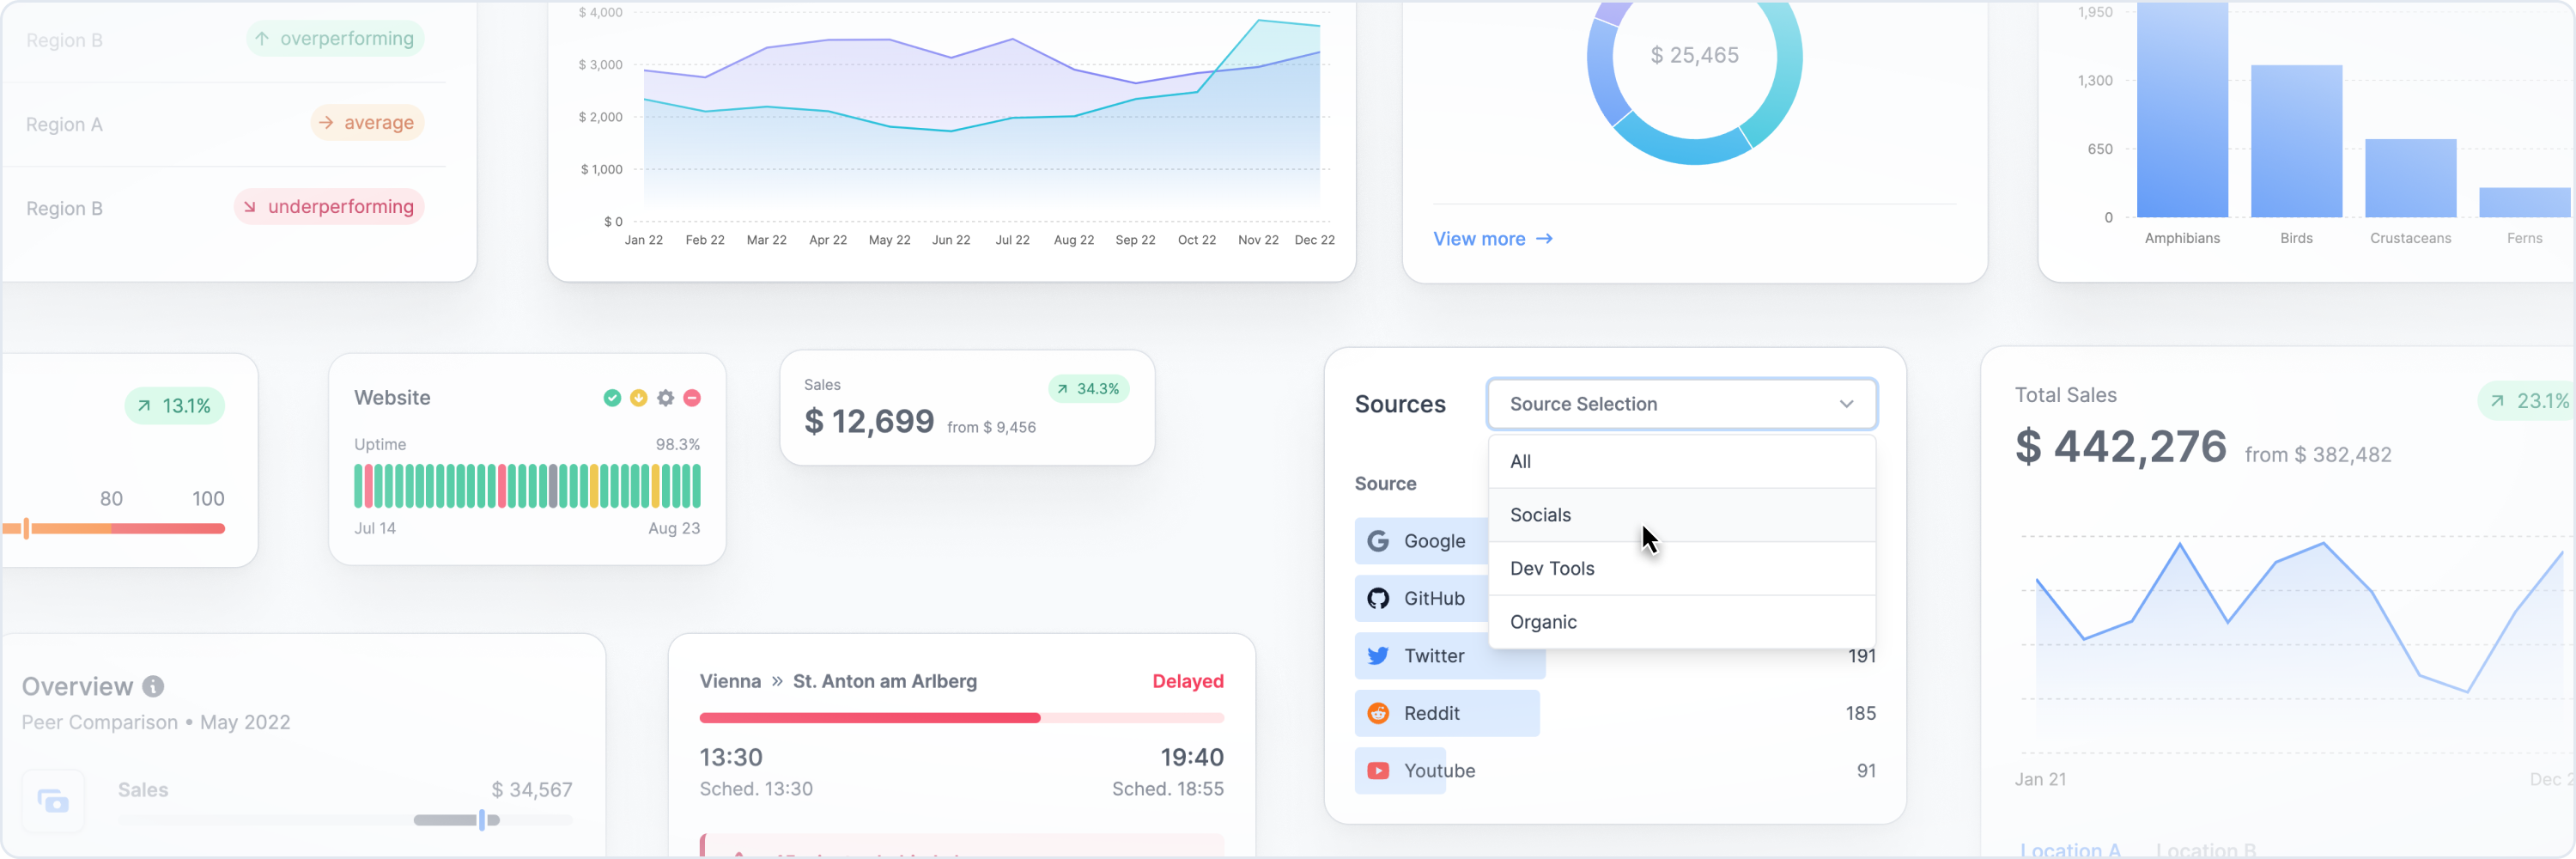 Region B
overperforming
Region A
average
Region B
underperforming
$ 4,000
$ 3,000
$ 2,000
$ 1,000
$ 0
Jan 22 Feb 22 Mar 22 Apr 22 May 22 Jun 22 Jul 22 Aug 22 Sep 22 Oct 22 Nov 22 Dec 22
$ 25,465
View more →
1,950
1,300
650
0
Amphibians Birds Crustaceans Ferns
13.1%
80 100
Website
Uptime 98.3%
Jul 14 Aug 23
Sales
34.3%
$ 12,699 from $ 9,456
Sources
Source Selection
All
Socials
Dev Tools
Organic
Source
Google
GitHub
Twitter 191
Reddit 185
Youtube 91
Total Sales
23.1%
$ 442,276 from $ 382,482
Jan 21 Dec
Location A Location B
Overview
Peer Comparison • May 2022
Sales $ 34,567
Vienna » St. Anton am Arlberg Delayed
13:30 19:40
Sched. 13:30 Sched. 18:55